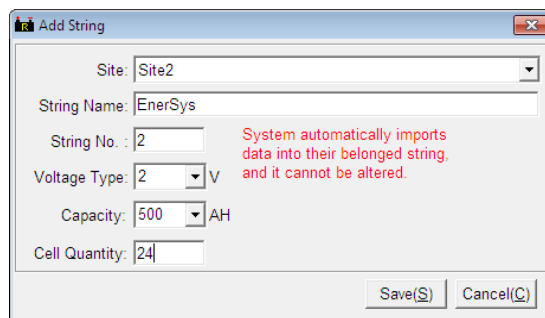 Add String
Site: Site2
String Name: EnerSys
String No. : 2
System automatically imports
data into their belonged string,
and it cannot be altered.
Voltage Type: 2 V
Capacity: 500 AH
Cell Quantity: 24
Save(S) Cancel(C)